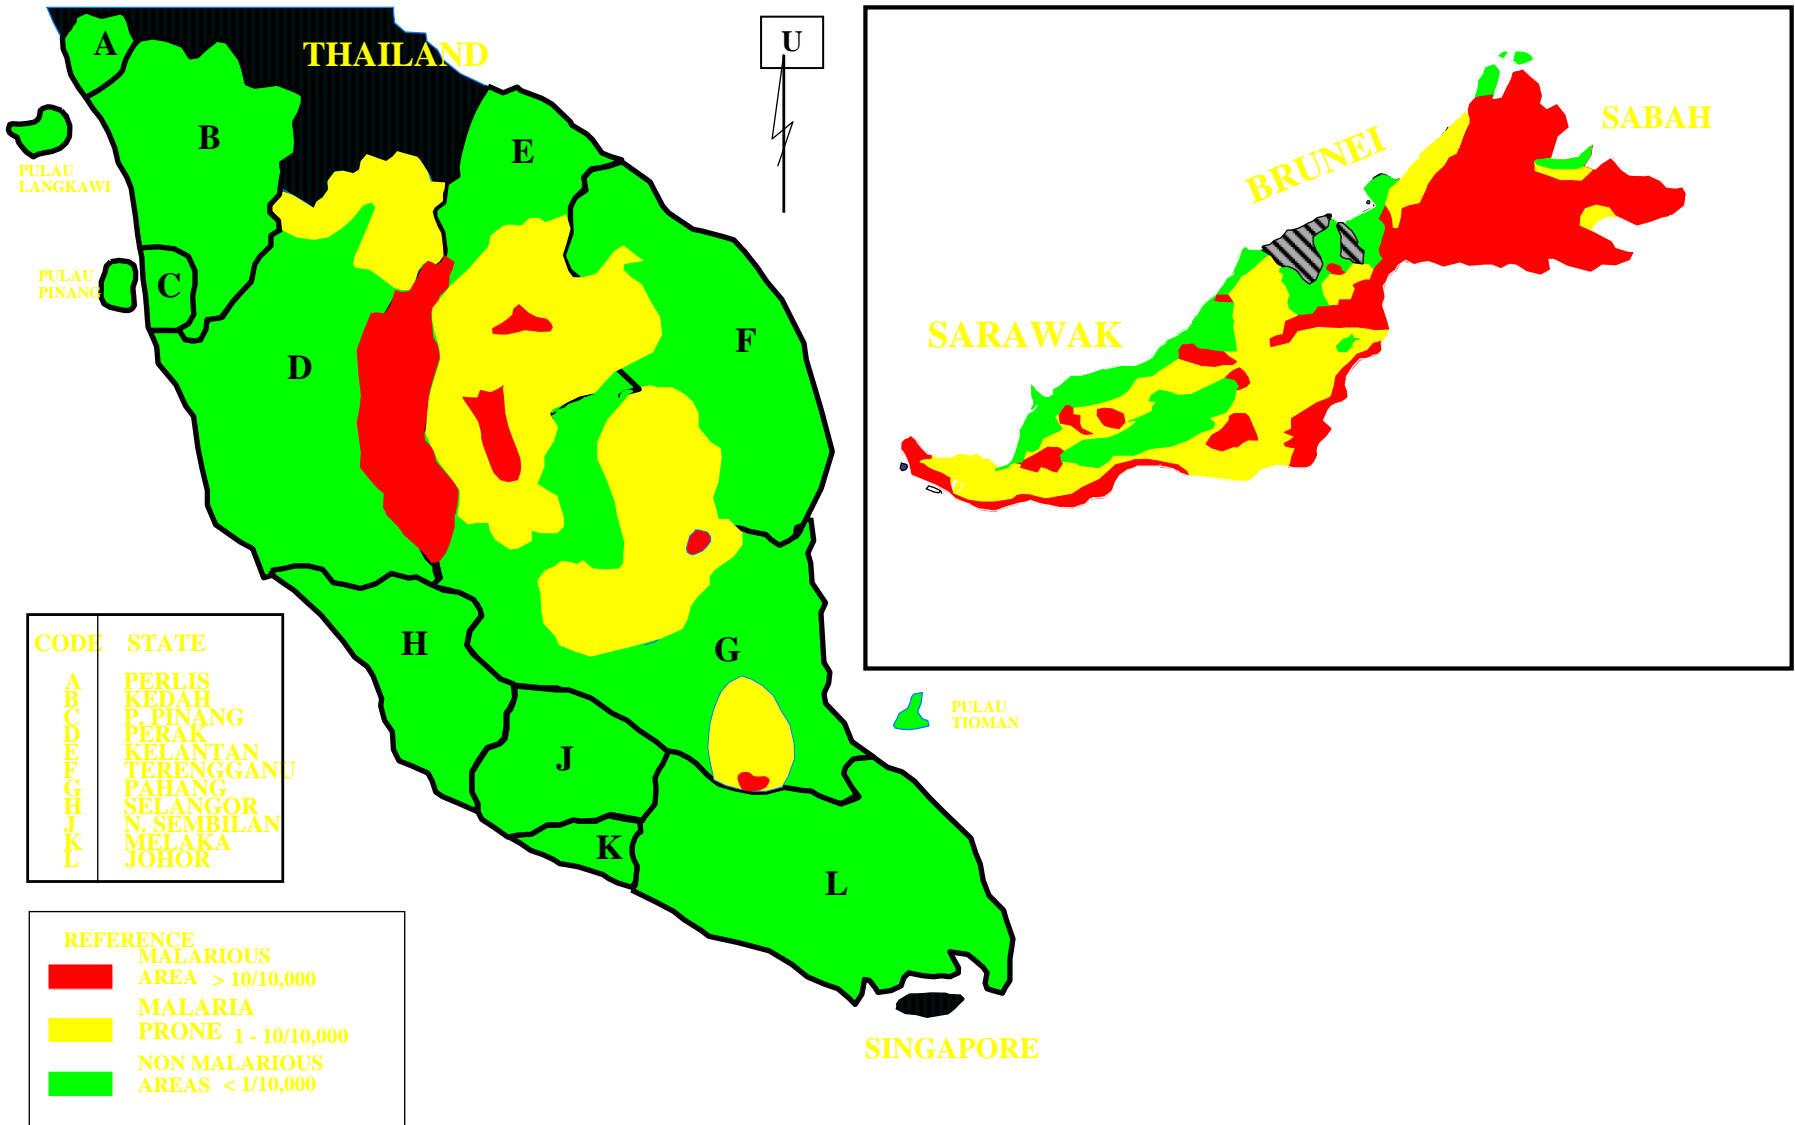 A
THAILAND
U
B
E
PULAU
LANGKAWI
PULAU
PINANG
C
D
F
H
G
J
K
L
SABAH
BRUNEI
SARAWAK
PULAU
TIOMAN
SINGAPORE
CODE STATE
A PERLIS
B KEDAH
C P. PINANG
D PERAK
E KELANTAN
F TERENGGANU
G PAHANG
H SELANGOR
J N. SEMBILAN
K MELAKA
L JOHOR
REFERENCE
MALARIOUS
AREA > 10/10,000
MALARIA
PRONE 1 - 10/10,000
NON MALARIOUS
AREAS < 1/10,000